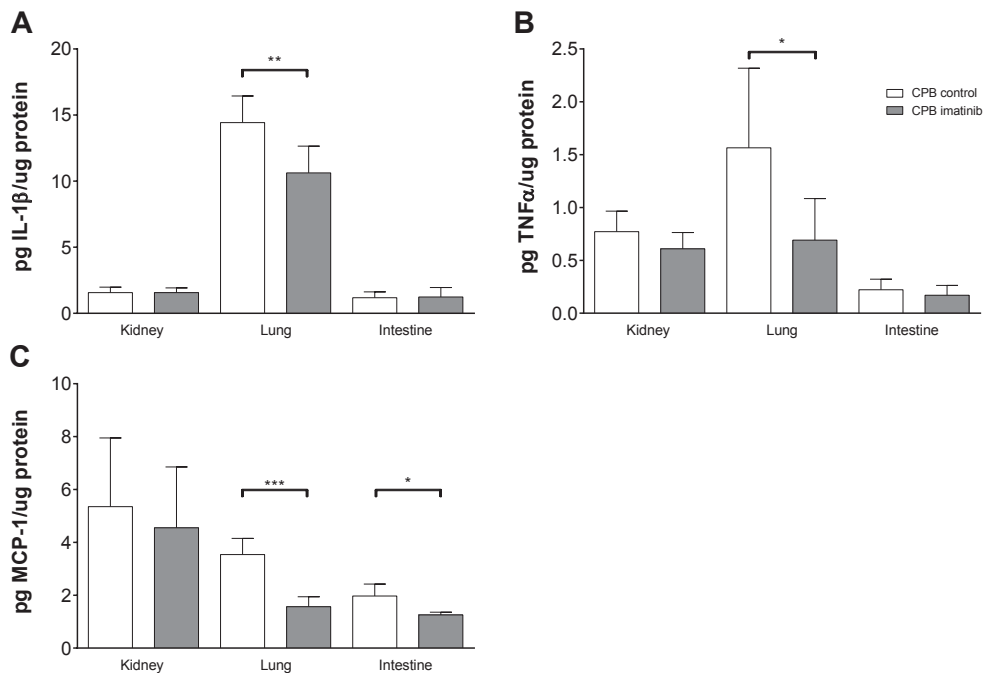 A
pg IL-1β/ug protein
20
15
10
5
0
**
Kidney Lung Intestine
B
pg TNFα/ug protein
2.5
2.0
1.5
1.0
0.5
0.0
*
CPB control
CPB imatinib
Kidney Lung Intestine
C
pg MCP-1/ug protein
10
8
6
4
2
0
***
*
Kidney Lung Intestine